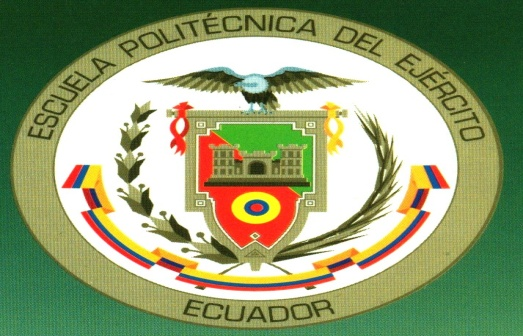 ESCUELA POLITÉCNICA DEL EJÉRCITO
ECUADOR